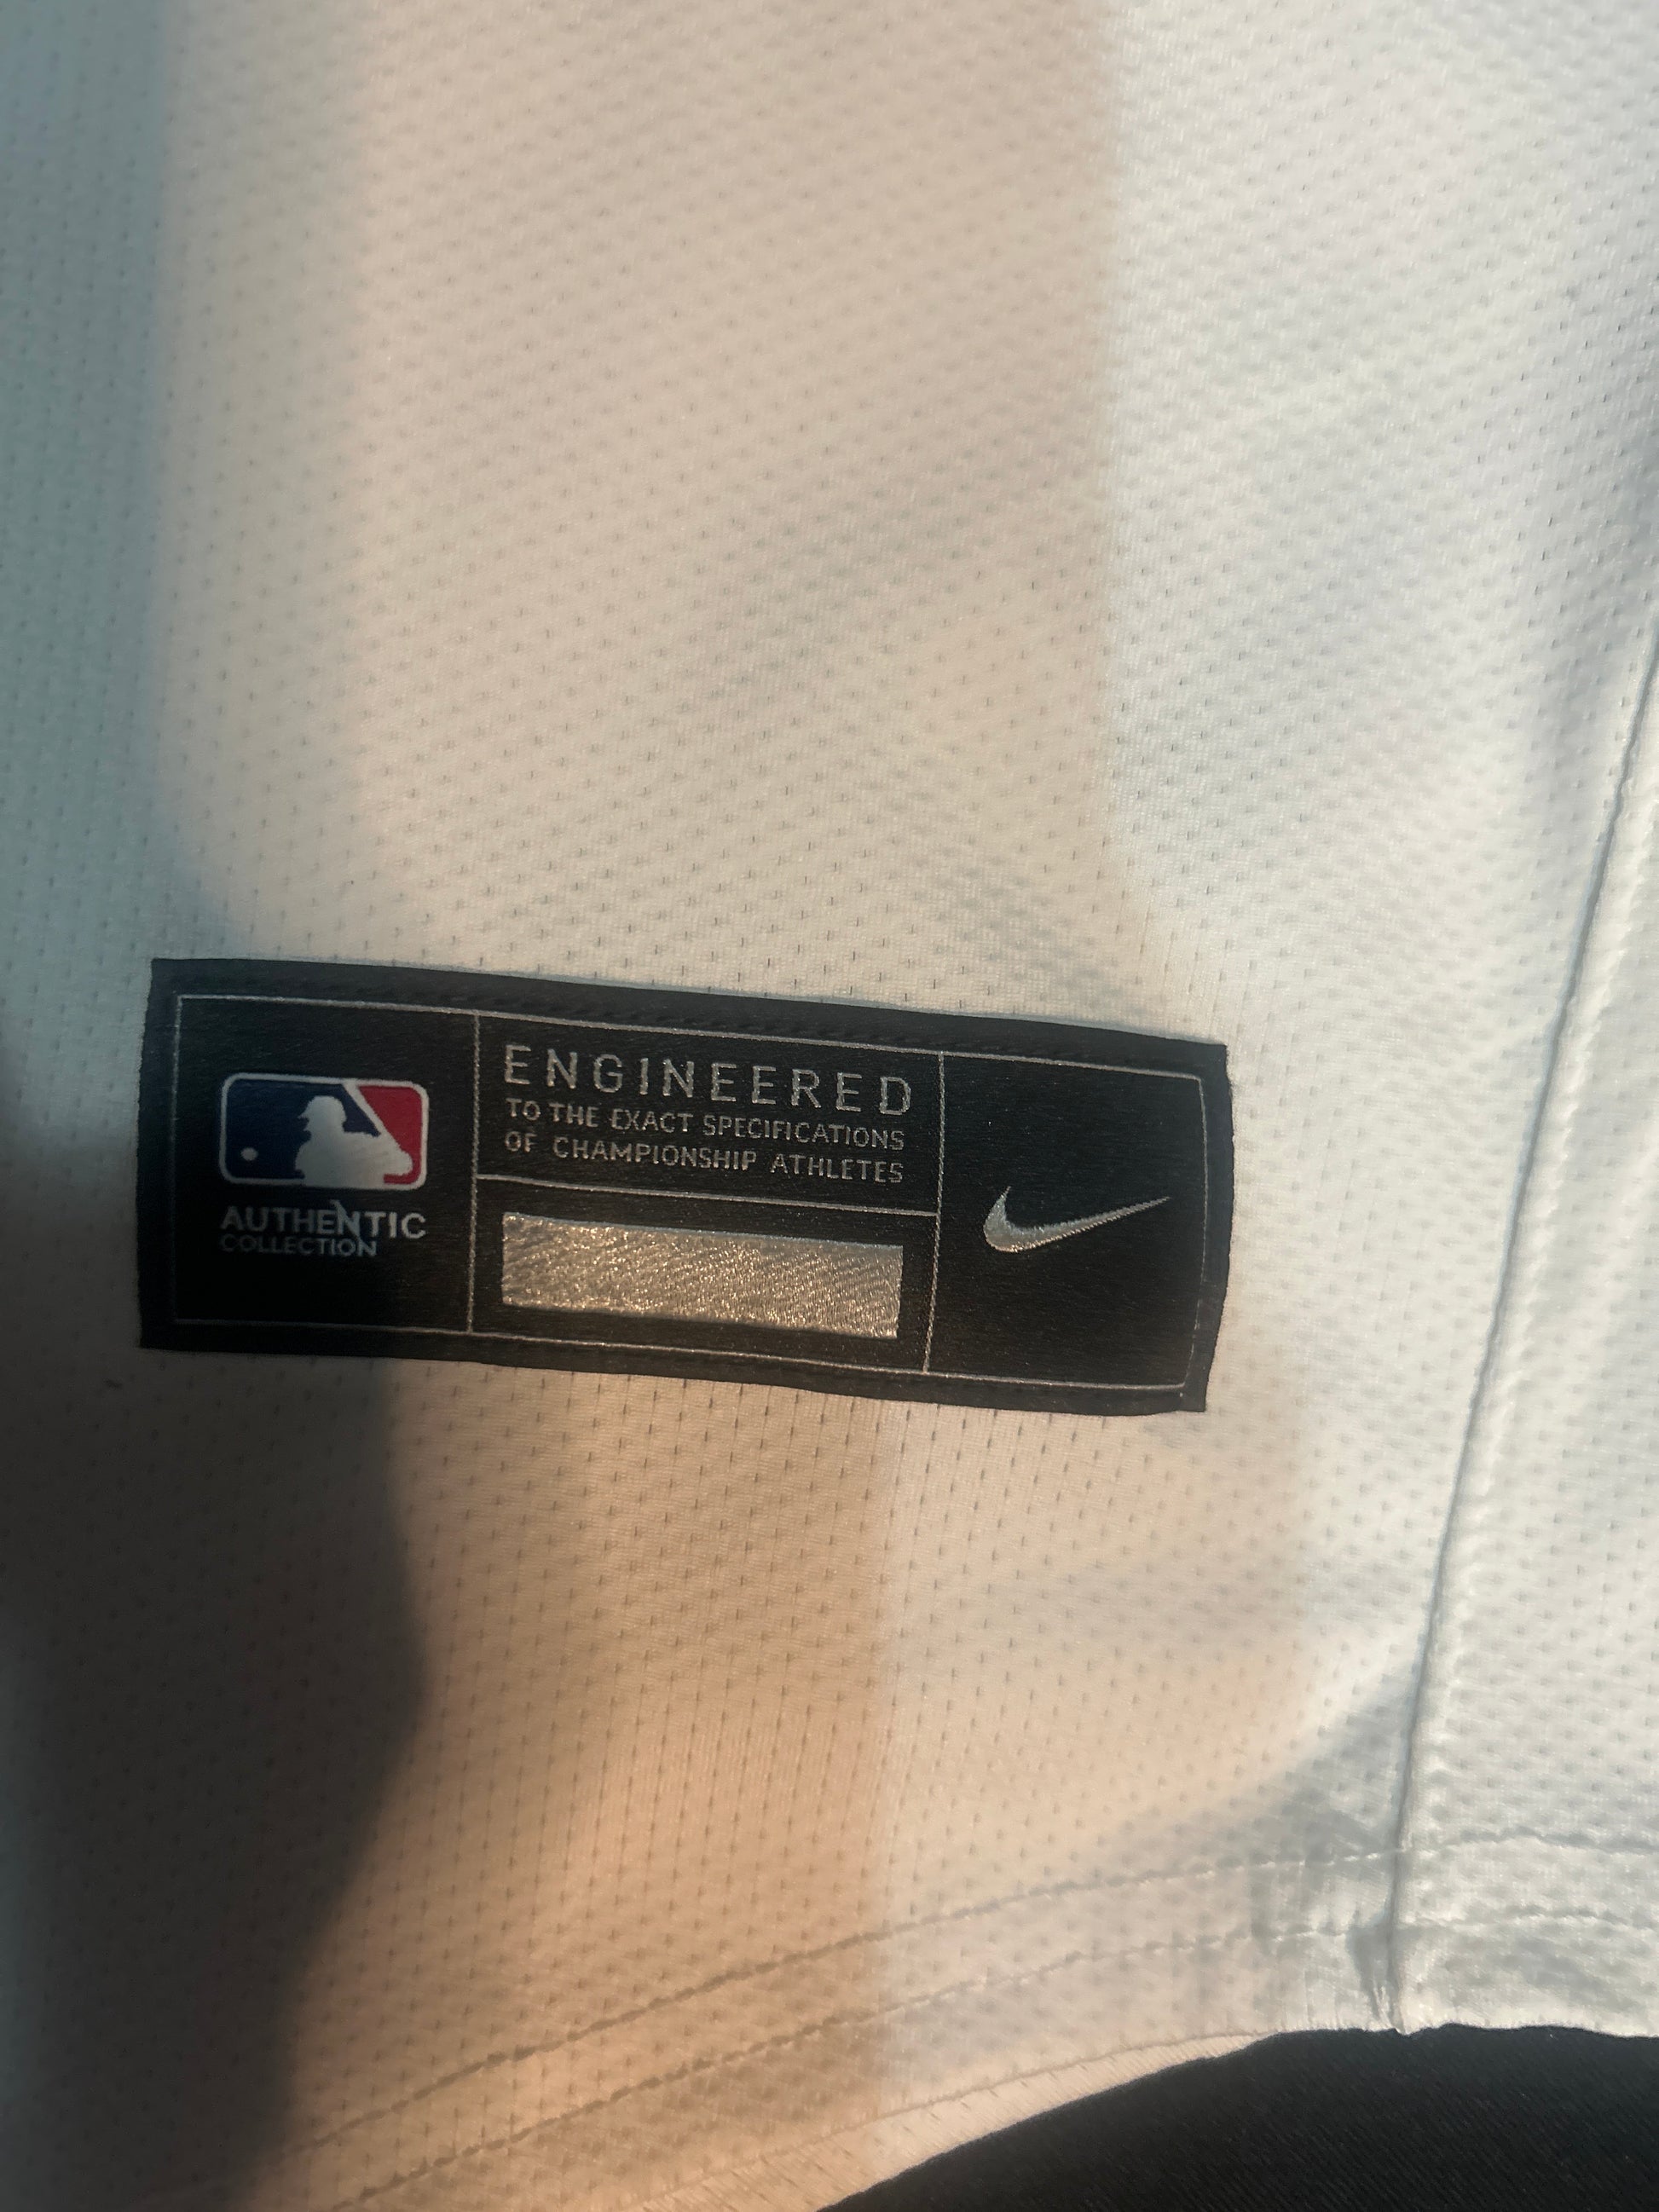 AUTHENTIC
COLLECTION
ENGINEERED
TO THE EXACT SPECIFICATIONS
OF CHAMPIONSHIP ATHLETES